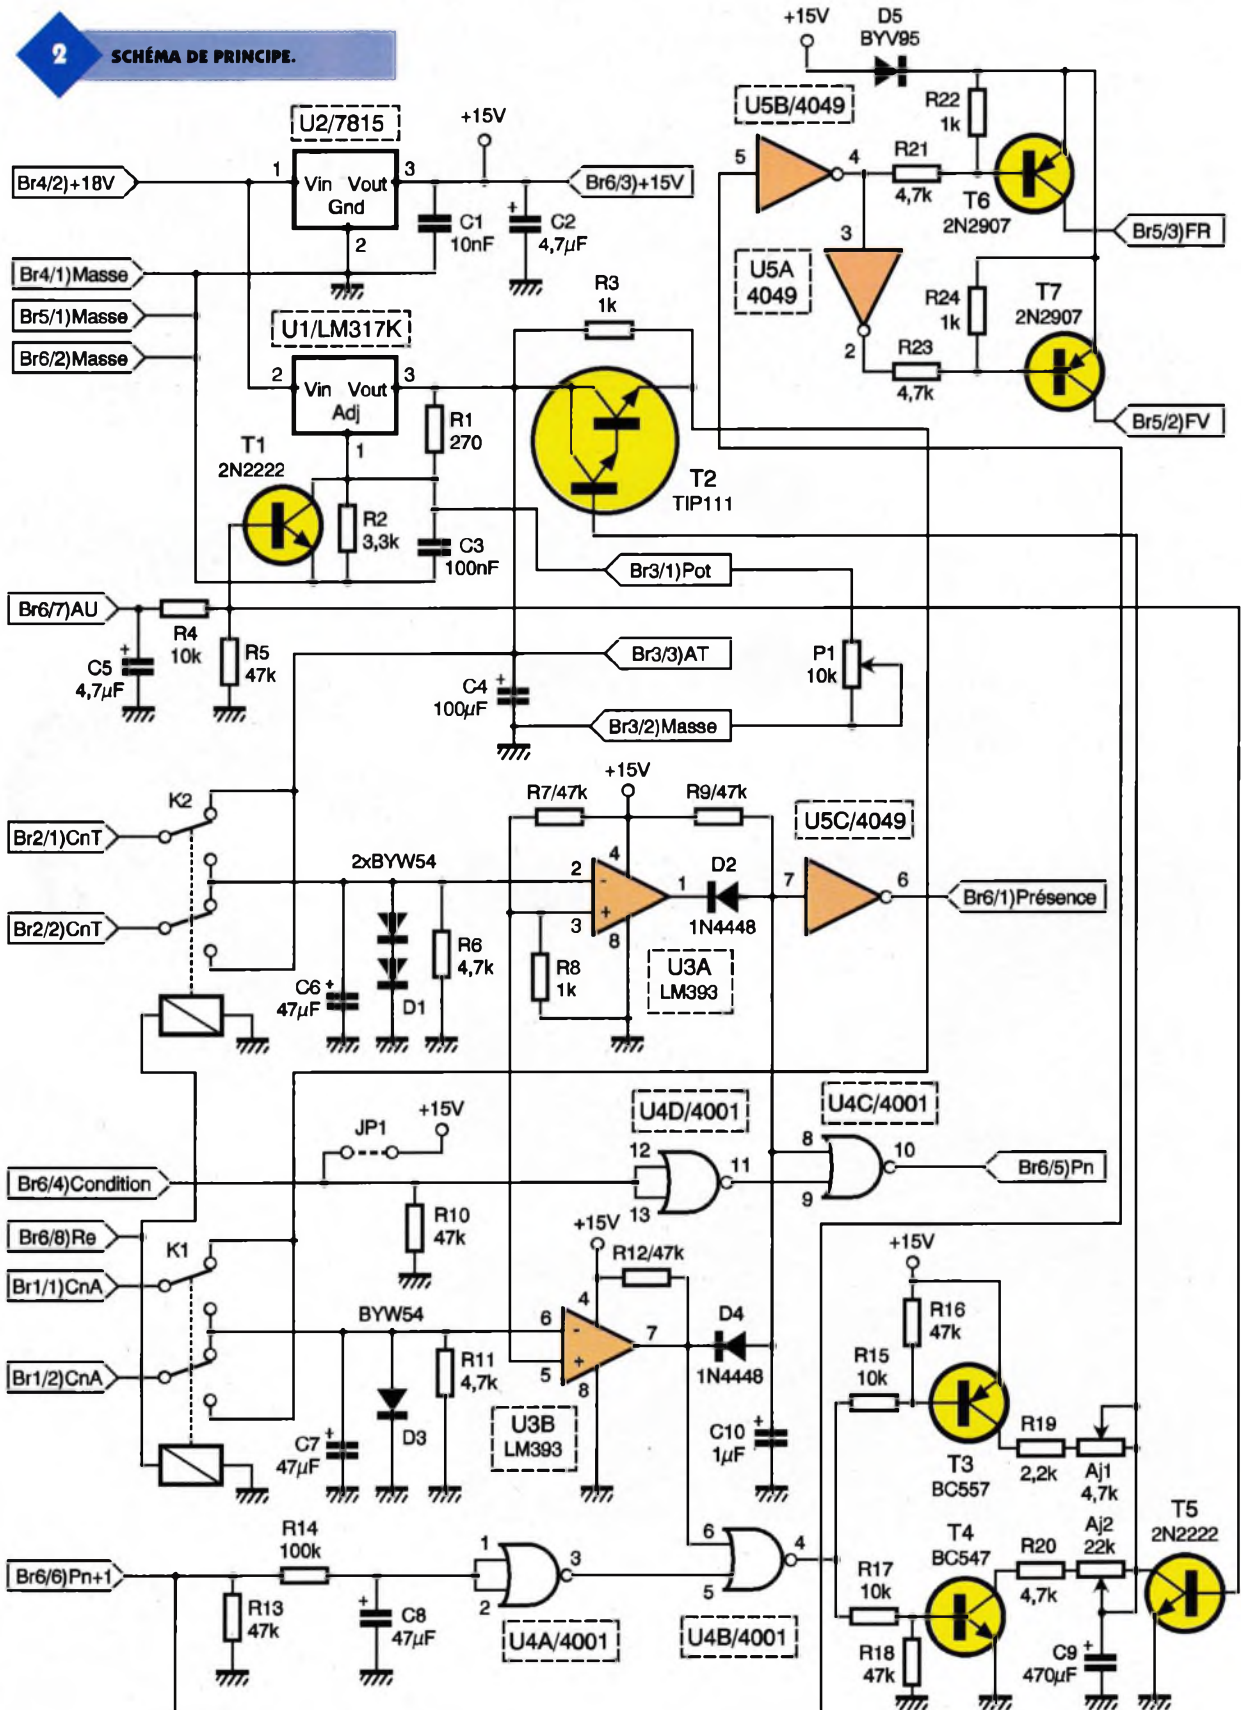 2 SCHÉMA DE PRINCIPE.
+15V
D5
BYV95
U5B/4049
R22
1k
5
4
R21
4,7k
T6
2N2907
Br5/3)FR
3
U5A
4049
2
R24
1k
R23
4,7k
T7
2N2907
Br5/2)FV
U2/7815
+15V
Br4/2)+18V
1
Vin Vout
Gnd
3
2
C1
10nF
C2
4,7µF
+
Br6/3)+15V
Br4/1)Masse
Br5/1)Masse
Br6/2)Masse
U1/LM317K
2
Vin Vout
Adj
3
1
R3
1k
R1
270
T1
2N2222
R2
3,3k
C3
100nF
T2
TIP111
Br3/1)Pot
Br6/7)AU
R4
10k
+
C5
4,7µF
R5
47k
Br3/3)AT
P1
10k
+
C4
100µF
Br3/2)Masse
K2
Br2/1)CnT
Br2/2)CnT
2xBYW54
C6
47µF
+
D1
R6
4,7k
+15V
R7/47k
R9/47k
2
-
4
3
+
8
1
D2
1N4448
R8
1k
U3A
LM393
U5C/4049
7
6
Br6/1)Présence
JP1
+15V
U4D/4001
12
13
11
U4C/4001
8
9
10
Br6/5)Pn
Br6/4)Condition
R10
47k
Br6/8)Re
K1
Br1/1)CnA
Br1/2)CnA
BYW54
C7
47µF
+
D3
R11
4,7k
+15V
R12/47k
6
-
4
5
+
8
7
U3B
LM393
D4
1N4448
C10
1µF
+
+15V
R16
47k
R15
10k
T3
BC557
R19
2,2k
Aj1
4,7k
T4
BC547
R17
10k
R18
47k
R20
4,7k
Aj2
22k
T5
2N2222
C9
470µF
+
Br6/6)Pn+1
R14
100k
R13
47k
+
C8
47µF
1
2
3
U4A/4001
6
5
4
U4B/4001